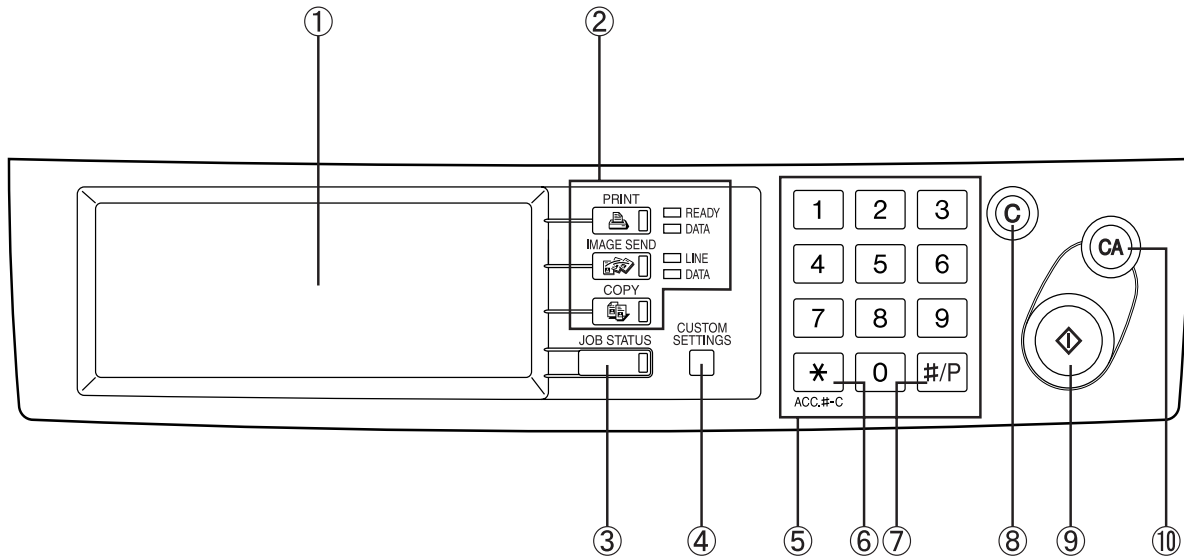 ① ②
PRINT
READY
DATA
IMAGE SEND
LINE
DATA
COPY
JOB STATUS
CUSTOM
SETTINGS
1 2 3
4 5 6
7 8 9
* 0 #/P
ACC.#-C
C
CA
③ ④ ⑤ ⑥ ⑦ ⑧ ⑨ ⑩